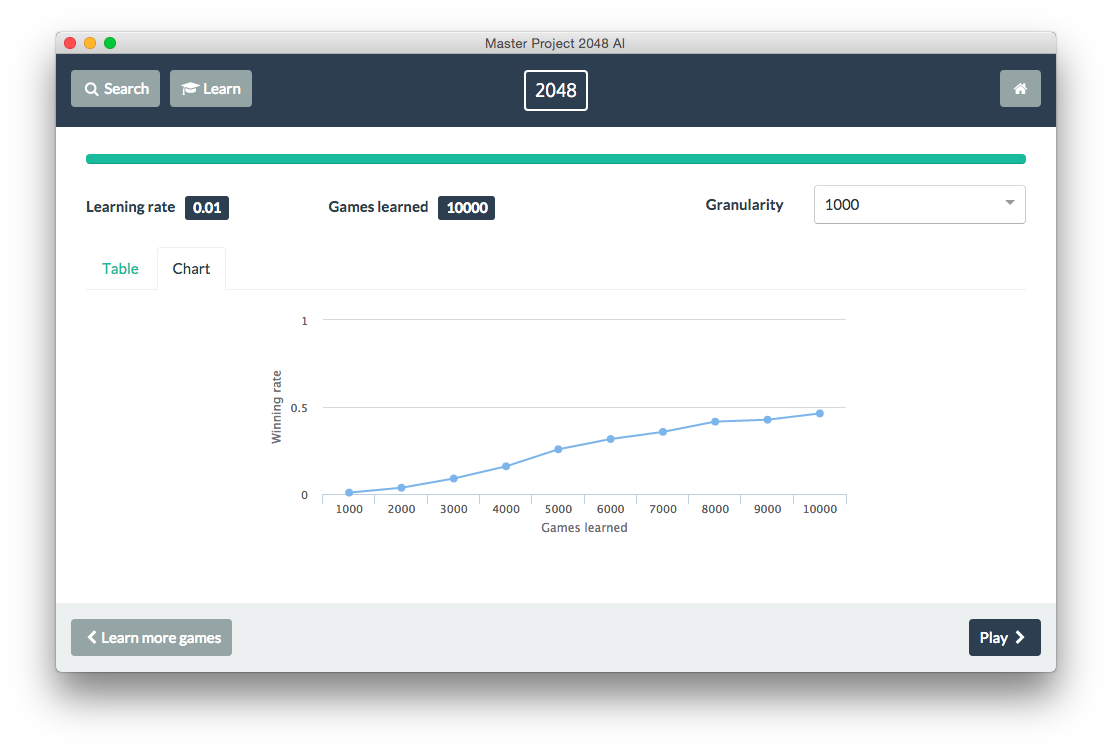 Master Project 2048 AI
Search Learn 2048
Learning rate 0.01 Games learned 10000 Granularity 1000
Table Chart
1
0.5
0
Winning rate
1000 2000 3000 4000 5000 6000 7000 8000 9000 10000
Games learned
Learn more games Play